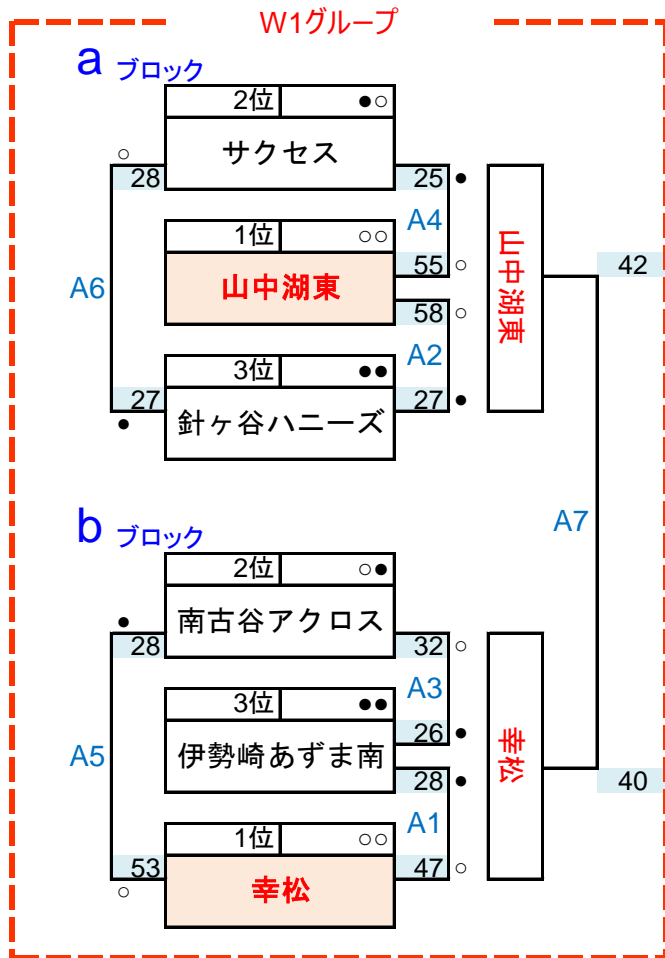 W1グループ
a ブロック
2位 ●○
サクセス
○
28
25 ●
A4
1位 ○○
山中湖東
55 ○
山中湖東
42
A6
58 ○
A2
3位 ●●
27
針ヶ谷ハニーズ
27 ●
●
b ブロック
A7
2位 ○●
南古谷アクロス
●
28
32 ○
A3
3位 ●●
伊勢崎あずま南
26 ●
幸松
A5
28 ●
40
A1
1位 ○○
幸松
53
47 ○
○